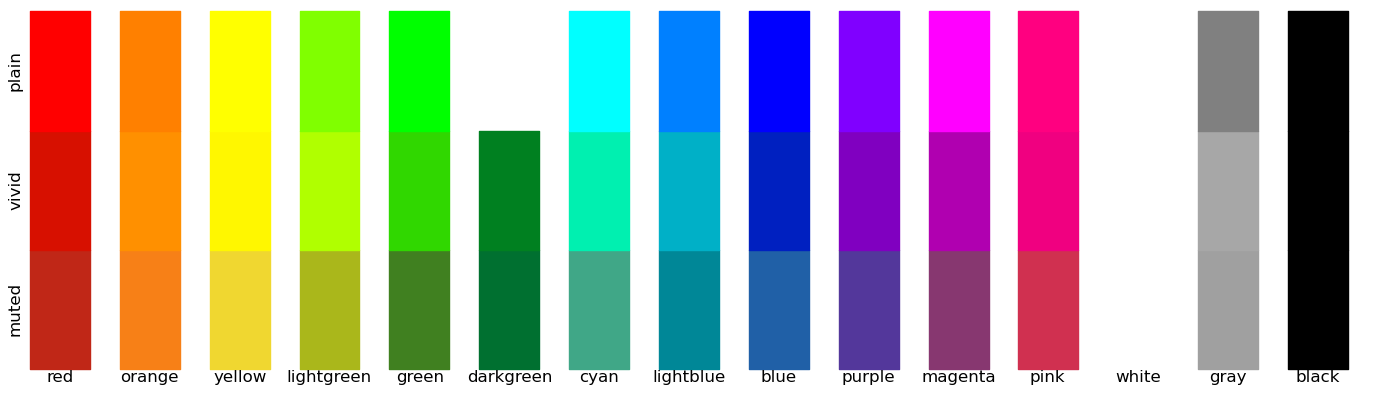 plain
vivid
muted
red orange yellow lightgreen green darkgreen cyan lightblue blue purple magenta pink white gray black